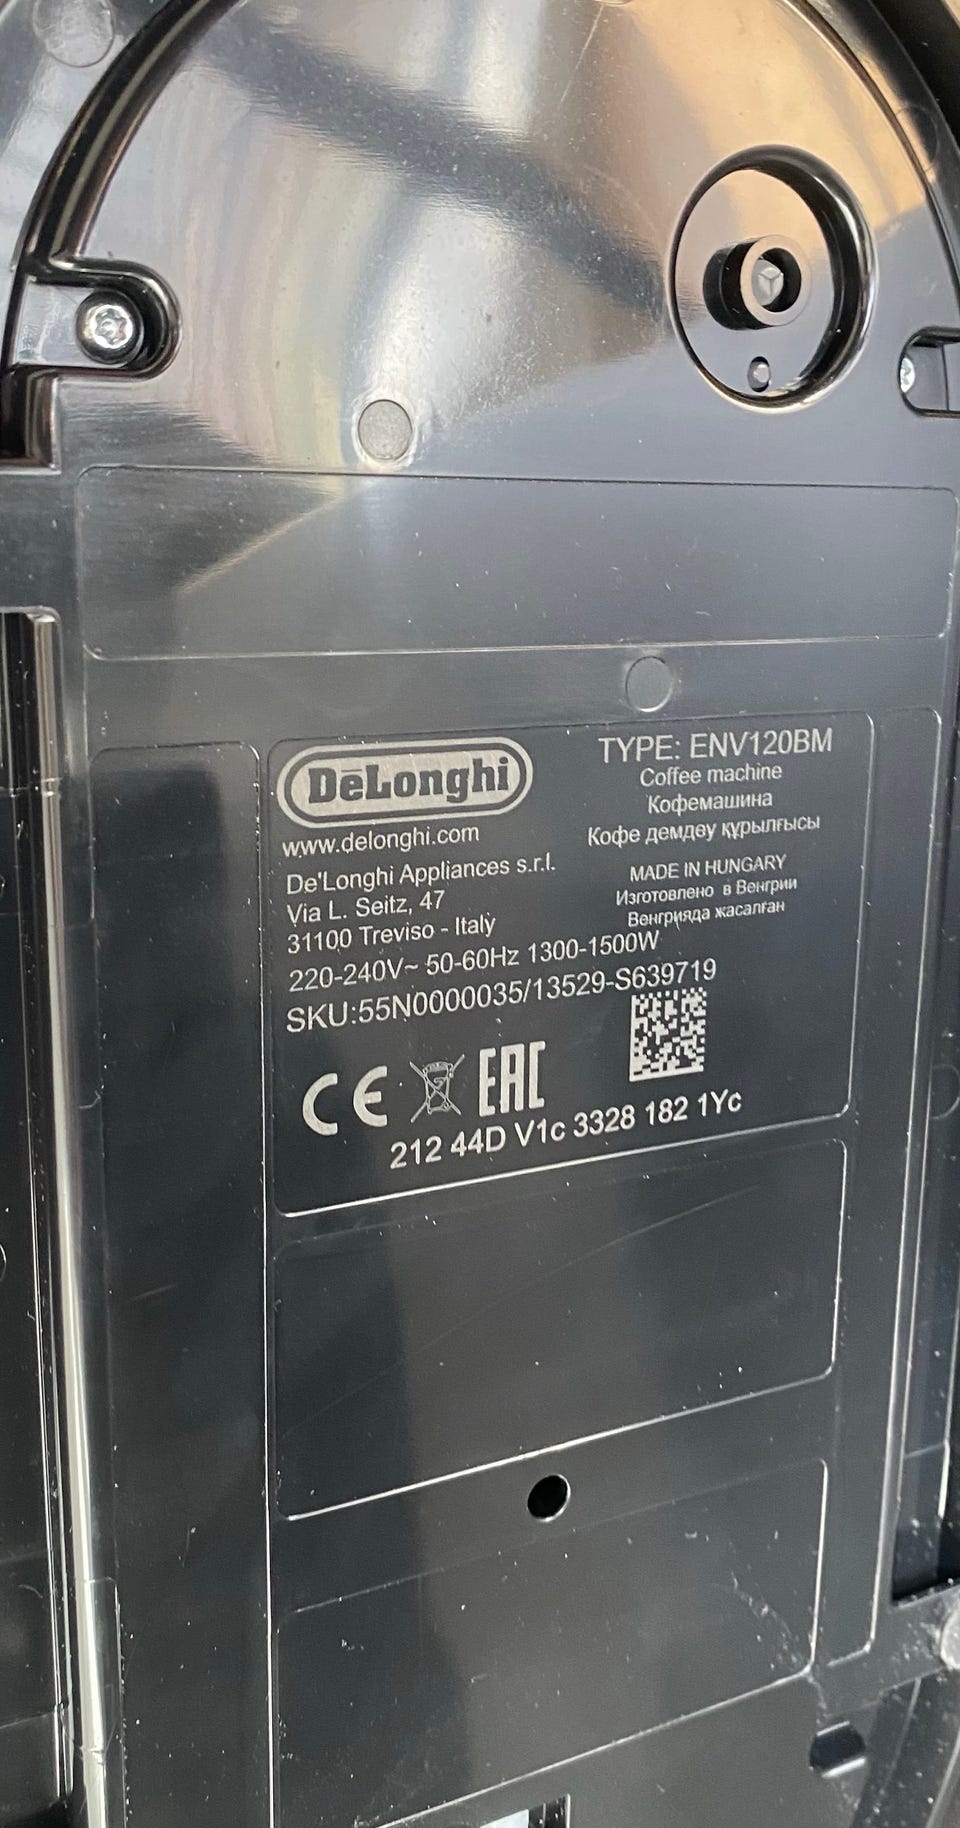 DēLonghi
www.delonghi.com
De'Longhi Appliances s.r.l.
Via L. Seitz, 47
31100 Treviso - Italy
TYPE: ENV120BM
Coffee machine
Кофемашина
Кофе демдəу құрылғысы
MADE IN HUNGARY
Изготовлено в Венгрии
Венгрияда жасалған
220-240V~ 50-60Hz 1300-1500W
SKU:55N0000035/13529-S639719
CE EAC
212 44D V1c 3328 182 1Yc